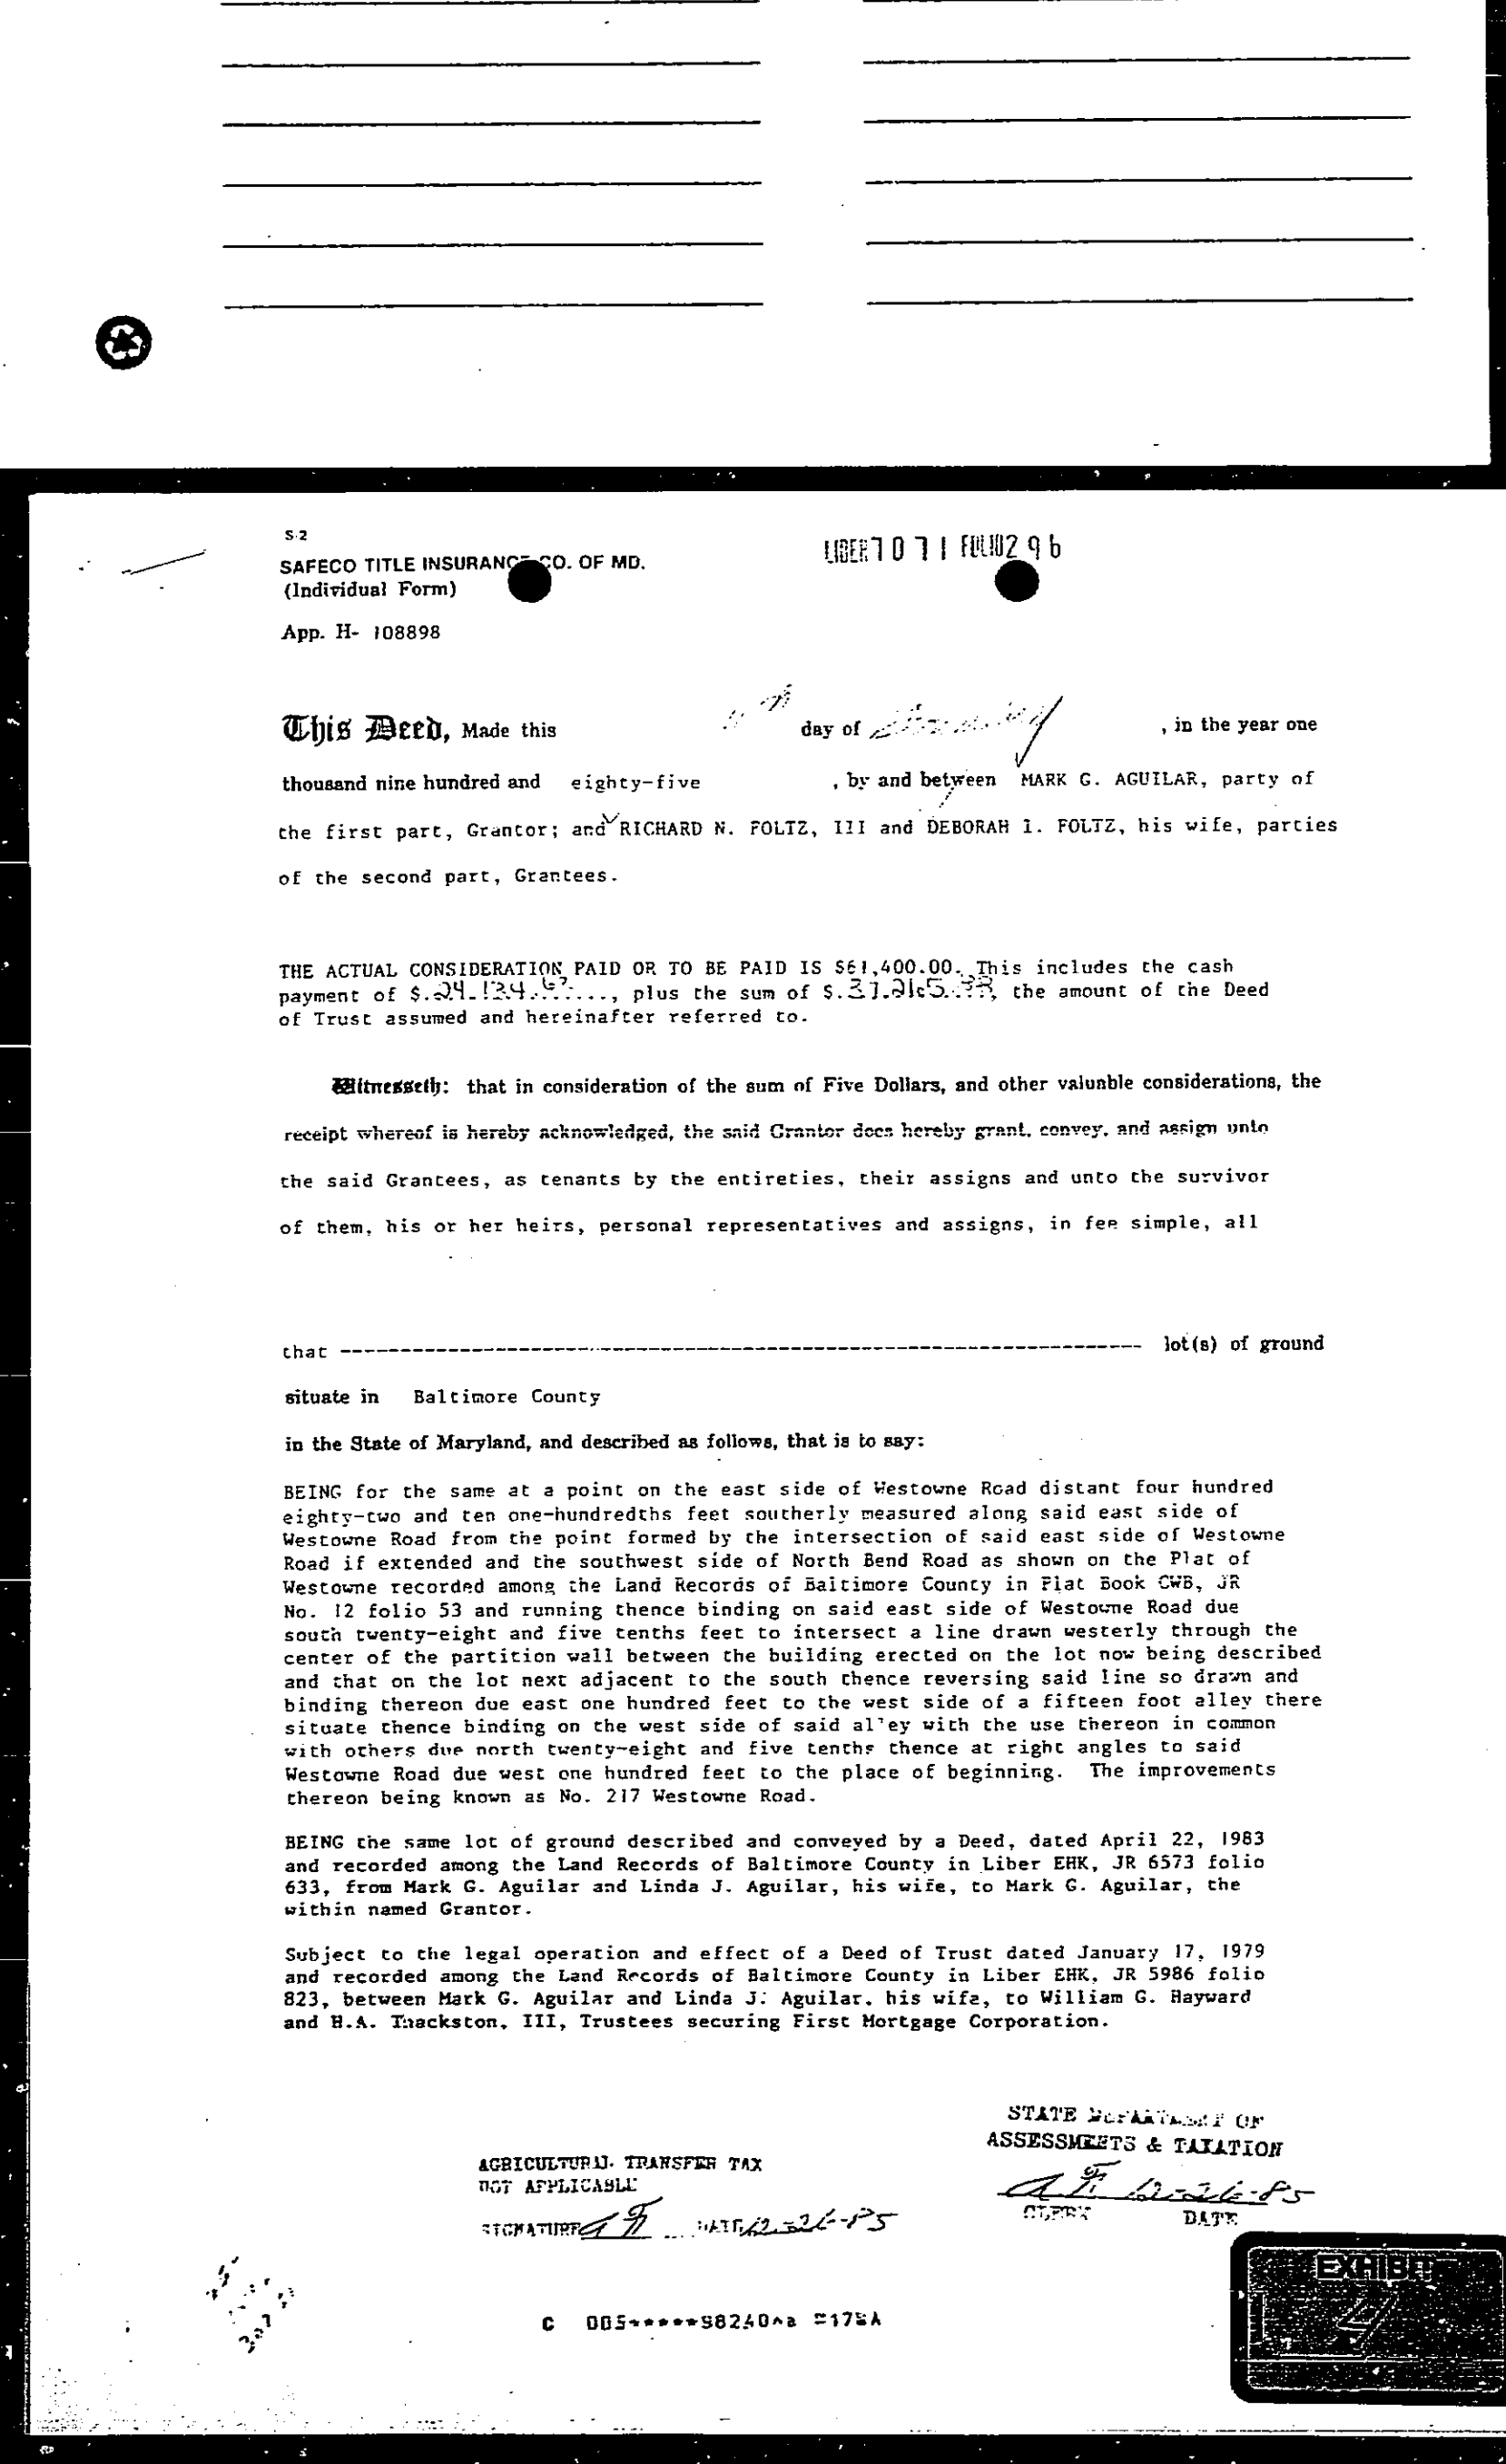 S-2
SAFECO TITLE INSURANCE CO. OF MD.
LIBER 7071 FOLIO 296
(Individual Form)
App. H- 108898
This Deed, Made this day of , in the year one
thousand nine hundred and eighty-five , by and between MARK G. AGUILAR, party of
the first part, Grantor; and RICHARD N. FOLTZ, III and DEBORAH I. FOLTZ, his wife, parties
of the second part, Grantees.
THE ACTUAL CONSIDERATION PAID OR TO BE PAID IS $61,400.00. This includes the cash
payment of $ , plus the sum of $ , the amount of the Deed
of Trust assumed and hereinafter referred to.
Witnesseth: that in consideration of the sum of Five Dollars, and other valuable considerations, the
receipt whereof is hereby acknowledged, the said Grantor does hereby grant, convey, and assign unto
the said Grantees, as tenants by the entireties, their assigns and unto the survivor
of them, his or her heirs, personal representatives and assigns, in fee simple, all
that ---------------------------------------------------------------------- lot(s) of ground
situate in Baltimore County
in the State of Maryland, and described as follows, that is to say:
BEING for the same at a point on the east side of Westowne Road distant four hundred
eighty-two and ten one-hundredths feet southerly measured along said east side of
Westowne Road from the point formed by the intersection of said east side of Westowne
Road if extended and the southwest side of North Bend Road as shown on the Plat of
Westowne recorded among the Land Records of Baltimore County in Plat Book CWB, JR
No. 12 folio 53 and running thence binding on said east side of Westowne Road due
south twenty-eight and five tenths feet to intersect a line drawn westerly through the
center of the partition wall between the building erected on the lot now being described
and that on the lot next adjacent to the south thence reversing said line so drawn and
binding thereon due east one hundred feet to the west side of a fifteen foot alley there
situate thence binding on the west side of said alley with the use thereon in common
with others due north twenty-eight and five tenths thence at right angles to said
Westowne Road due west one hundred feet to the place of beginning. The improvements
thereon being known as No. 217 Westowne Road.
BEING the same lot of ground described and conveyed by a Deed, dated April 22, 1983
and recorded among the Land Records of Baltimore County in Liber EHK, JR 6573 folio
633, from Mark G. Aguilar and Linda J. Aguilar, his wife, to Mark G. Aguilar, the
within named Grantor.
Subject to the legal operation and effect of a Deed of Trust dated January 17, 1979
and recorded among the Land Records of Baltimore County in Liber EHK, JR 5986 folio
823, between Mark G. Aguilar and Linda J. Aguilar, his wife, to William G. Hayward
and H.A. Thackston, III, Trustees securing First Mortgage Corporation.
STATE DEPARTMENT OF
ASSESSMENTS & TAXATION
12-26-85
CLERK DATE
AGRICULTURAL TRANSFER TAX
NOT APPLICABLE
SIGNATURE DATE 12-26-85
EXHIBIT
C 005*****98240